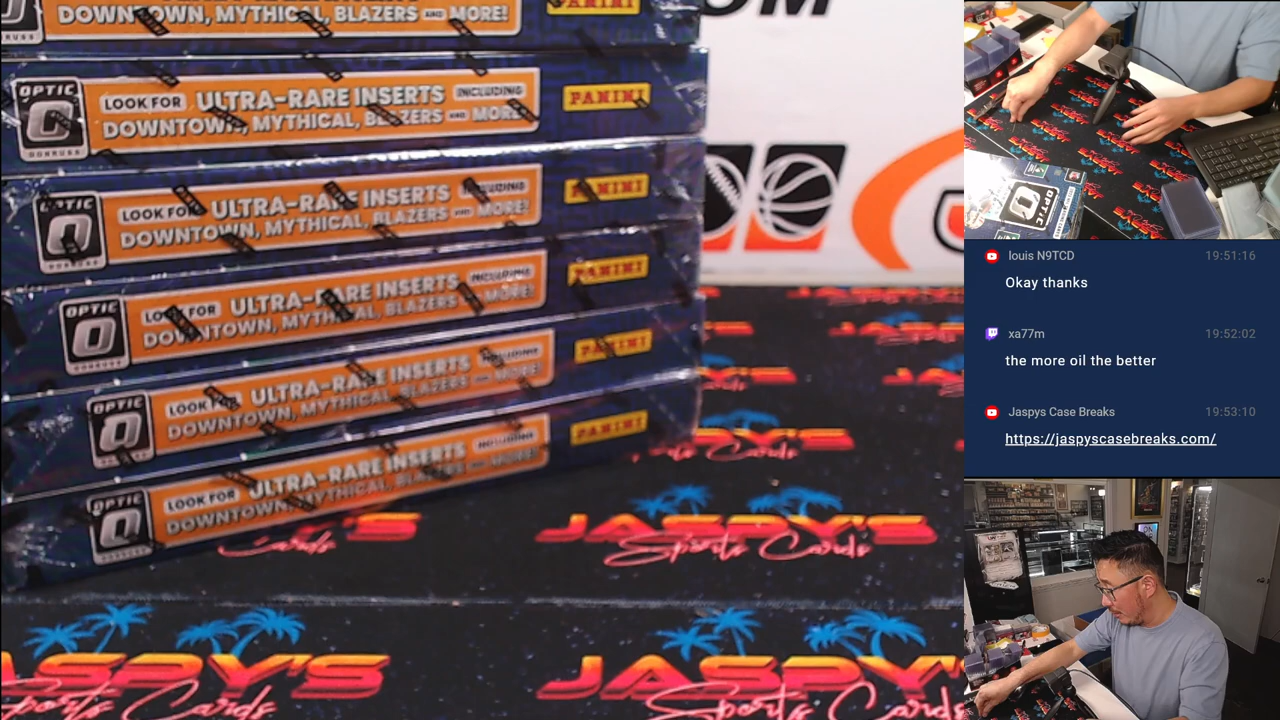 DOWNTOWN, MYTHICAL, BLAZERS AND MORE!
PANINI
OPTIC
DONRUSS
LOOK FOR ULTRA-RARE INSERTS INCLUDING
DOWNTOWN, MYTHICAL, BLAZERS AND MORE!
PANINI
OPTIC
LOOK FOR ULTRA-RARE INSERTS INCLUDING
DOWNTOWN, MYTHICAL, BLAZERS AND MORE!
PANINI
OPTIC
LOOK FOR ULTRA-RARE INSERTS INCLUDING
DOWNTOWN, MYTHICAL, BLAZERS AND MORE!
PANINI
OPTIC
LOOK FOR ULTRA-RARE INSERTS INCLUDING
DOWNTOWN, MYTHICAL, BLAZERS AND MORE!
PANINI
OPTIC
LOOK FOR ULTRA-RARE INSERTS INCLUDING
DOWNTOWN, MYTHICAL, BLAZERS AND MORE!
PANINI
JASPY'S
Sports Cards
JASPY'S
Sports Cards
JASPY'S
Sports Cards
OPTIC
louis N9TCD 19:51:16
Okay thanks
xa77m 19:52:02
the more oil the better
Jaspys Case Breaks 19:53:10
https://jaspyscasebreaks.com/